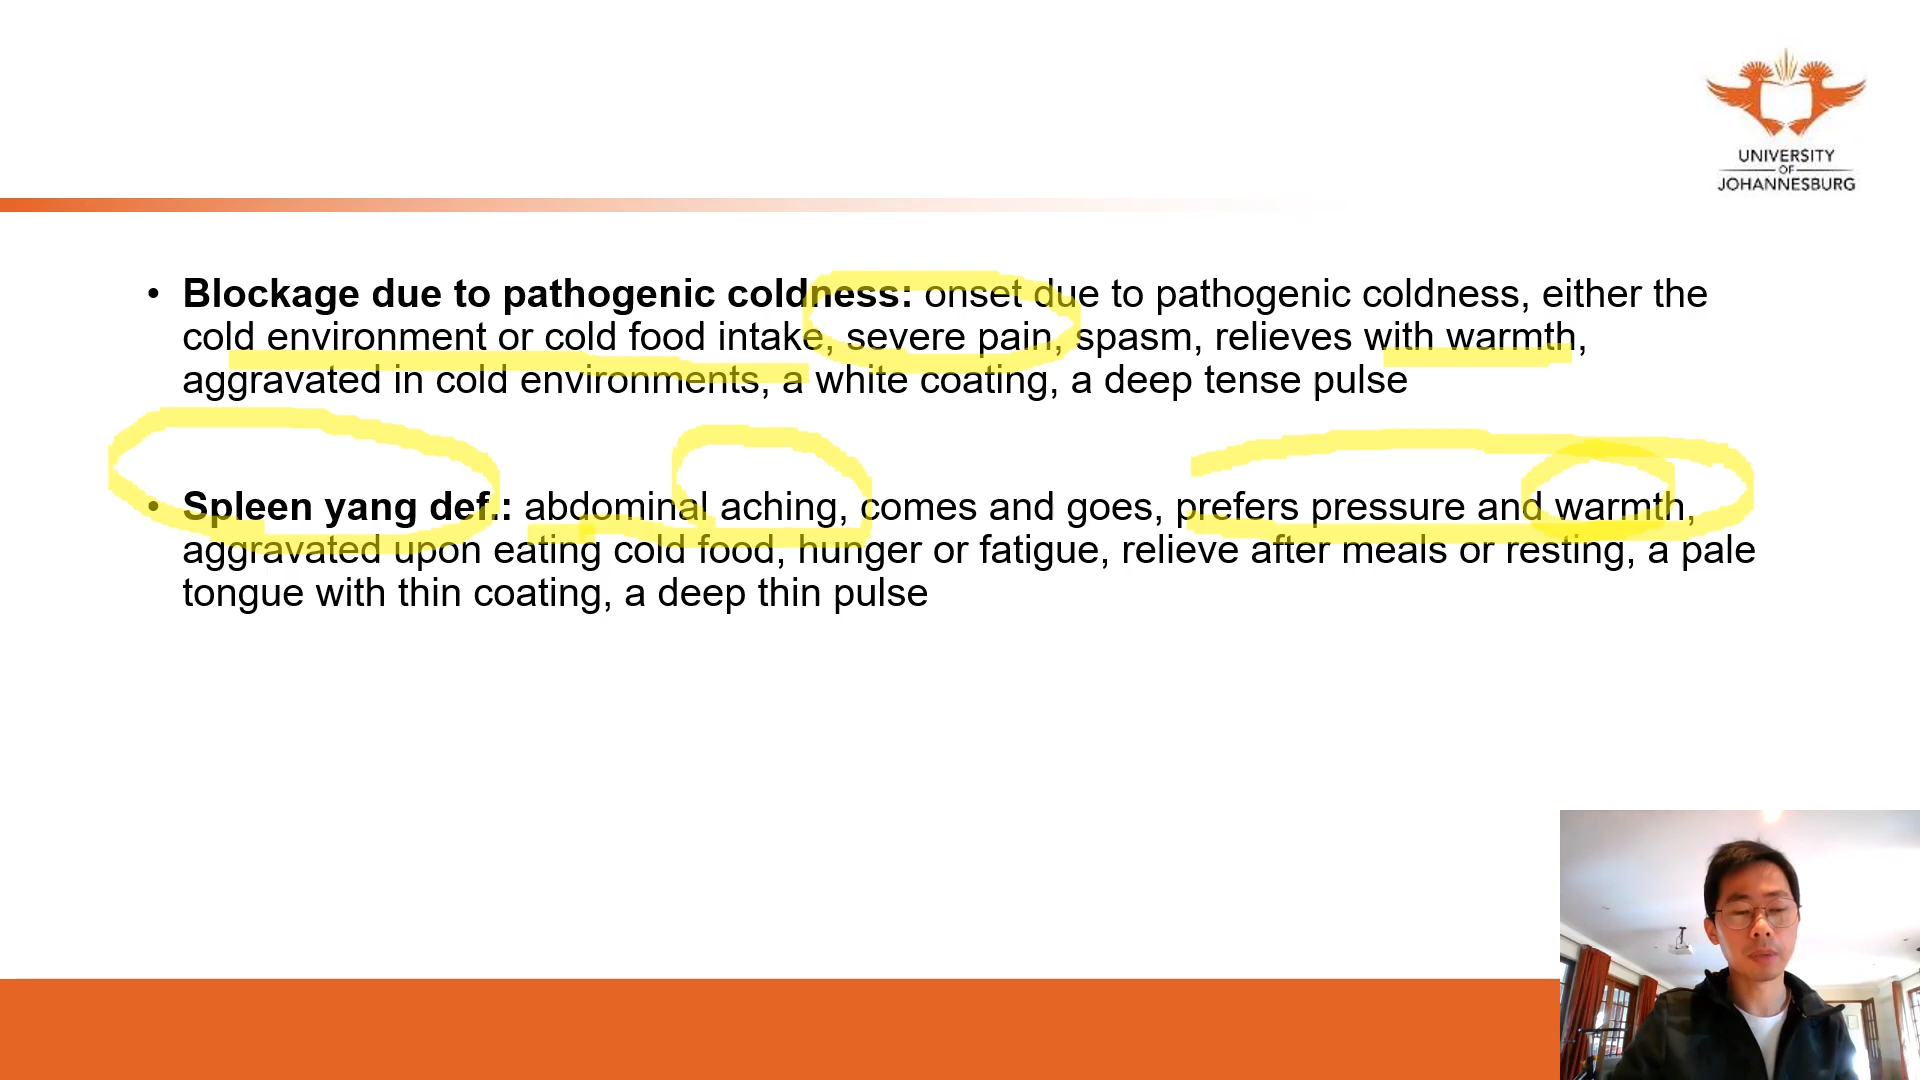 UNIVERSITY
OF
JOHANNESBURG
• Blockage due to pathogenic coldness: onset due to pathogenic coldness, either the
cold environment or cold food intake, severe pain, spasm, relieves with warmth,
aggravated in cold environments, a white coating, a deep tense pulse
• Spleen yang def.: abdominal aching, comes and goes, prefers pressure and warmth,
aggravated upon eating cold food, hunger or fatigue, relieve after meals or resting, a pale
tongue with thin coating, a deep thin pulse